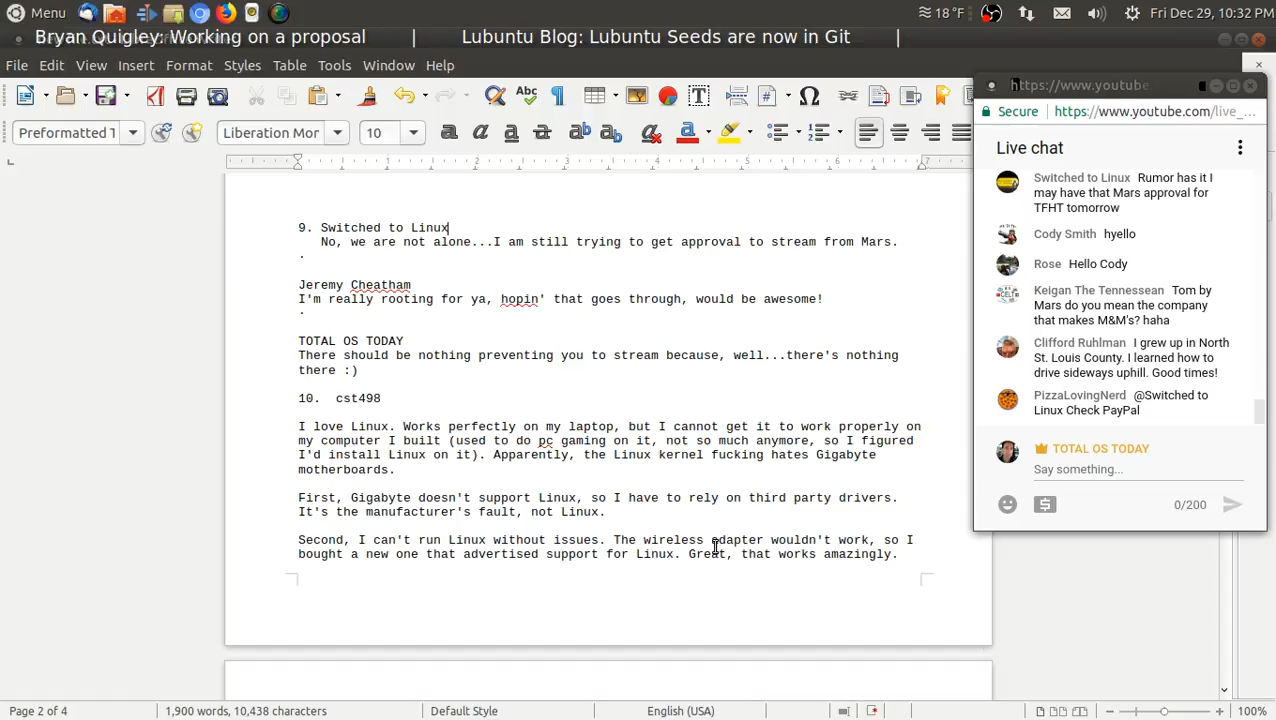 Menu
18 °F
Fri Dec 29, 10:32 PM
Bryan Quigley: Working on a proposal | Lubuntu Blog: Lubuntu Seeds are now in Git |
File Edit View Insert Format Styles Table Tools Window Help
Preformatted T
Liberation Mor
10
1 2 3 4 5 6 7
9. Switched to Linux
No, we are not alone...I am still trying to get approval to stream from Mars.
.
Jeremy Cheatham
I'm really rooting for ya, hopin' that goes through, would be awesome!
.
TOTAL OS TODAY
There should be nothing preventing you to stream because, well...there's nothing
there :)
10. cst498
I love Linux. Works perfectly on my laptop, but I cannot get it to work properly on
my computer I built (used to do pc gaming on it, not so much anymore, so I figured
I'd install Linux on it). Apparently, the Linux kernel fucking hates Gigabyte
motherboards.
First, Gigabyte doesn't support Linux, so I have to rely on third party drivers.
It's the manufacturer's fault, not Linux.
Second, I can't run Linux without issues. The wireless adapter wouldn't work, so I
bought a new one that advertised support for Linux. Great, that works amazingly.
https://www.youtube.
Secure https://www.youtube.com/live_...
Live chat
Switched to Linux Rumor has it I
may have that Mars approval for
TFHT tomorrow
Cody Smith hyello
Rose Hello Cody
Keigan The Tennessean Tom by
Mars do you mean the company
that makes M&M's? haha
Clifford Ruhlman I grew up in North
St. Louis County. I learned how to
drive sideways uphill. Good times!
PizzaLovingNerd @Switched to
Linux Check PayPal
TOTAL OS TODAY
Say something...
0/200
Page 2 of 4
1,900 words, 10,438 characters
Default Style
English (USA)
100%